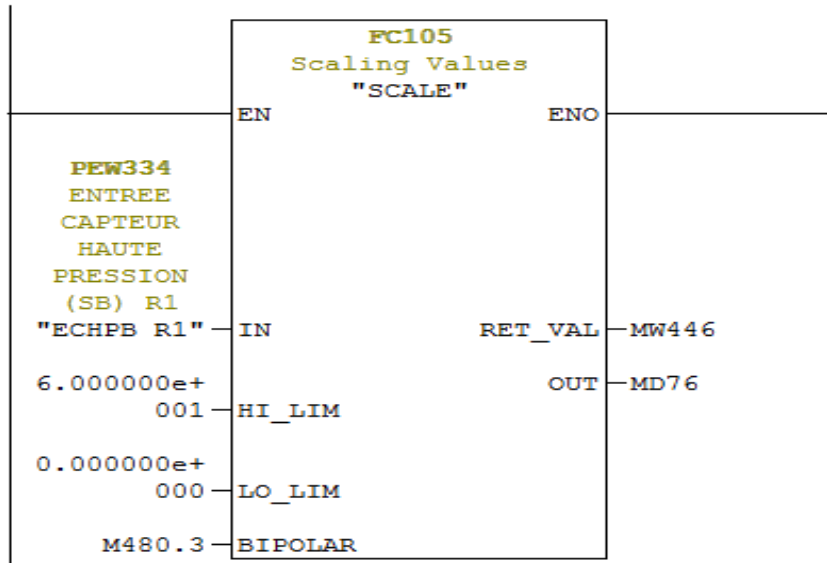 FC105
Scaling Values
"SCALE"
EN ENO
PEW334
ENTREE
CAPTEUR
HAUTE
PRESSION
(SB) R1
"ECHPB R1" IN RET_VAL MW446
6.000000e+ OUT MD76
001 HI_LIM
0.000000e+
000 LO_LIM
M480.3 BIPOLAR